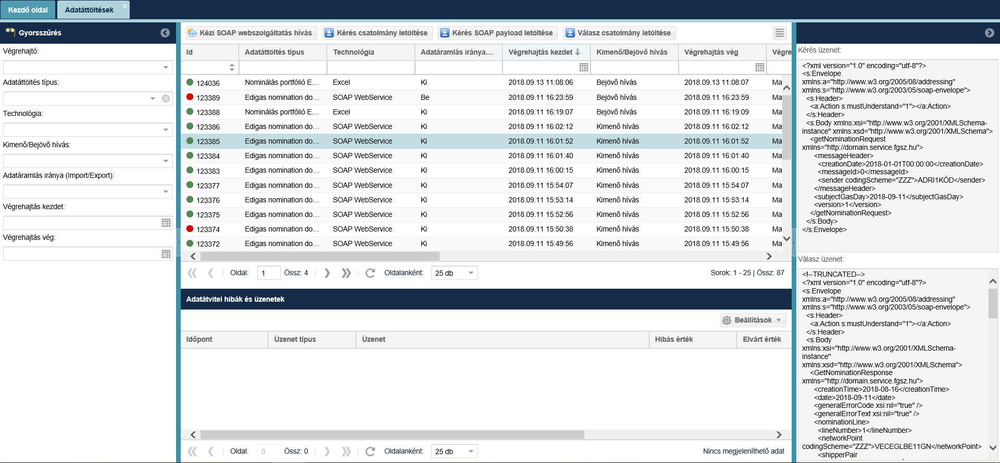 Kezdő oldal
Adatáttöltések
Gyorsszűrés
Végrehajtó:
Adatáttöltés típus:
Technológia:
Kimenő/Bejövő hívás:
Adatáramlás iránya (Import/Export):
Végrehajtás kezdet:
Végrehajtás vég:
Kézi SOAP webszolgáltatás hívás
Kérés csatolmány letöltése
Kérés SOAP payload letöltése
Válasz csatolmány letöltése
Id Adatáttöltés típus Technológia Adatáramlás iránya... Végrehajtás kezdet Kimenő/Bejövő hívás Végrehajtás vég Végre
124036 Nominálás portfólió E... Excel Ki 2018.09.13 11:08:06 Bejövő hívás 2018.09.13 11:08:07 Ma
123389 Edigas nomination do... SOAP WebService Be 2018.09.11 16:23:59 Bejövő hívás 2018.09.11 16:23:59 Ma
123388 Nominálás portfólió E... Excel Ki 2018.09.11 16:19:07 Bejövő hívás 2018.09.11 16:19:09 Ma
123386 Edigas nomination do... SOAP WebService Ki 2018.09.11 16:02:12 Kimenő hívás 2018.09.11 16:02:12 Ma
123385 Edigas nomination do... SOAP WebService Ki 2018.09.11 16:01:52 Kimenő hívás 2018.09.11 16:01:52 Ma
123384 Edigas nomination do... SOAP WebService Ki 2018.09.11 16:01:40 Kimenő hívás 2018.09.11 16:01:40 Ma
123383 Edigas nomination do... SOAP WebService Ki 2018.09.11 16:00:15 Kimenő hívás 2018.09.11 16:00:15 Ma
123377 Edigas nomination do... SOAP WebService Ki 2018.09.11 15:54:07 Kimenő hívás 2018.09.11 15:54:07 Ma
123376 Edigas nomination do... SOAP WebService Ki 2018.09.11 15:53:14 Kimenő hívás 2018.09.11 15:53:14 Ma
123375 Edigas nomination do... SOAP WebService Ki 2018.09.11 15:52:56 Kimenő hívás 2018.09.11 15:52:56 Ma
123374 Edigas nomination do... SOAP WebService Ki 2018.09.11 15:50:38 Kimenő hívás 2018.09.11 15:50:38 Ma
123372 Edigas nomination do... SOAP WebService Ki 2018.09.11 15:49:56 Kimenő hívás 2018.09.11 15:49:56 Ma
Oldal: 1 Össz: 4 Oldalanként: 25 db Sorok: 1 - 25 | Össz: 87
Adatátvitel hibák és üzenetek
Beállítások
Időpont Üzenet típus Üzenet Hibás érték Elvárt érték
Oldal: 0 Össz: 0 Oldalanként: 25 db Nincs megjeleníthető adat
Kérés üzenet:
<?xml version="1.0" encoding="utf-8"?>
<s:Envelope
xmlns:a="http://www.w3.org/2005/08/addressing"
xmlns:s="http://www.w3.org/2003/05/soap-envelope">
<s:Header>
<a:Action s:mustUnderstand="1"></a:Action>
</s:Header>
<s:Body xmlns:xsi="http://www.w3.org/2001/XMLSchema-
instance" xmlns:xsd="http://www.w3.org/2001/XMLSchema">
<getNominationRequest
xmlns="http://domain.service.fgsz.hu">
<messageHeader>
<creationDate>2018-01-01T00:00:00</creationDate>
<messageId>0</messageId>
<sender codingScheme="ZZZ">ADRI1KÓD</sender>
</messageHeader>
<subjectGasDay>2018-09-11</subjectGasDay>
<version>1</version>
</getNominationRequest>
</s:Body>
</s:Envelope>
Válasz üzenet:
<!--TRUNCATED-->
<?xml version="1.0" encoding="utf-8"?>
<s:Envelope
xmlns:a="http://www.w3.org/2005/08/addressing"
xmlns:s="http://www.w3.org/2003/05/soap-envelope">
<s:Header>
<a:Action s:mustUnderstand="1"></a:Action>
</s:Header>
<s:Body
xmlns:xsi="http://www.w3.org/2001/XMLSchema-
instance"
xmlns:xsd="http://www.w3.org/2001/XMLSchema">
<GetNominationResponse
xmlns="http://domain.service.fgsz.hu">
<creationTime>2018-08-16</creationTime>
<date>2018-09-11</date>
<generalErrorCode xsi:nil="true" />
<generalErrorText xsi:nil="true" />
<nominationLine>
<lineNumber>1</lineNumber>
<networkPoint
codingScheme="ZZZ">VECEGLBE11GN</networkPoint>
<shipperPair